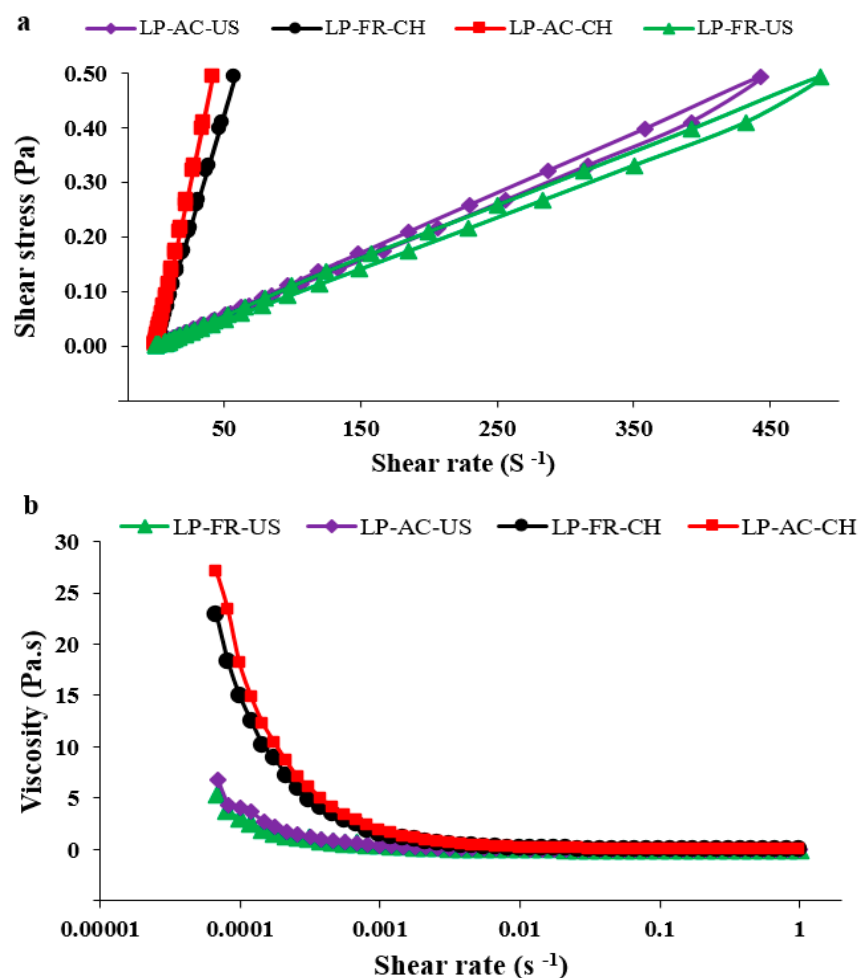 a
LP-AC-US LP-FR-CH LP-AC-CH LP-FR-US
Shear stress (Pa)
0.50
0.40
0.30
0.20
0.10
0.00
50 150 250 350 450
Shear rate (S -1)
b
LP-FR-US LP-AC-US LP-FR-CH LP-AC-CH
Viscosity (Pa.s)
30
25
20
15
10
5
0
0.00001 0.0001 0.001 0.01 0.1 1
Shear rate (s -1)